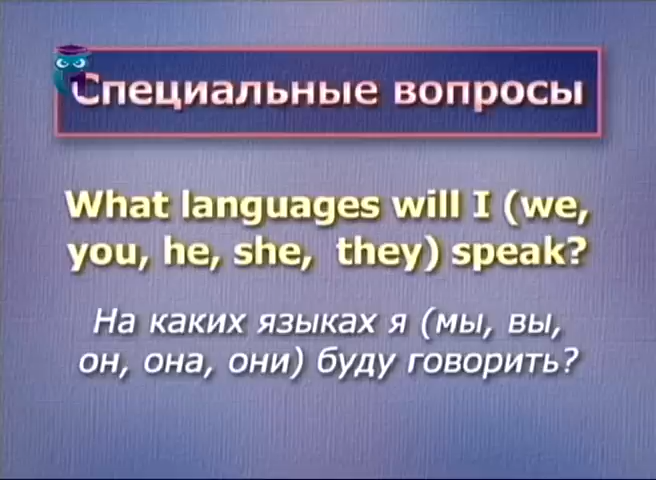 Специальные вопросы
What languages will I (we,
you, he, she, they) speak?
На каких языках я (мы, вы,
он, она, они) буду говорить?